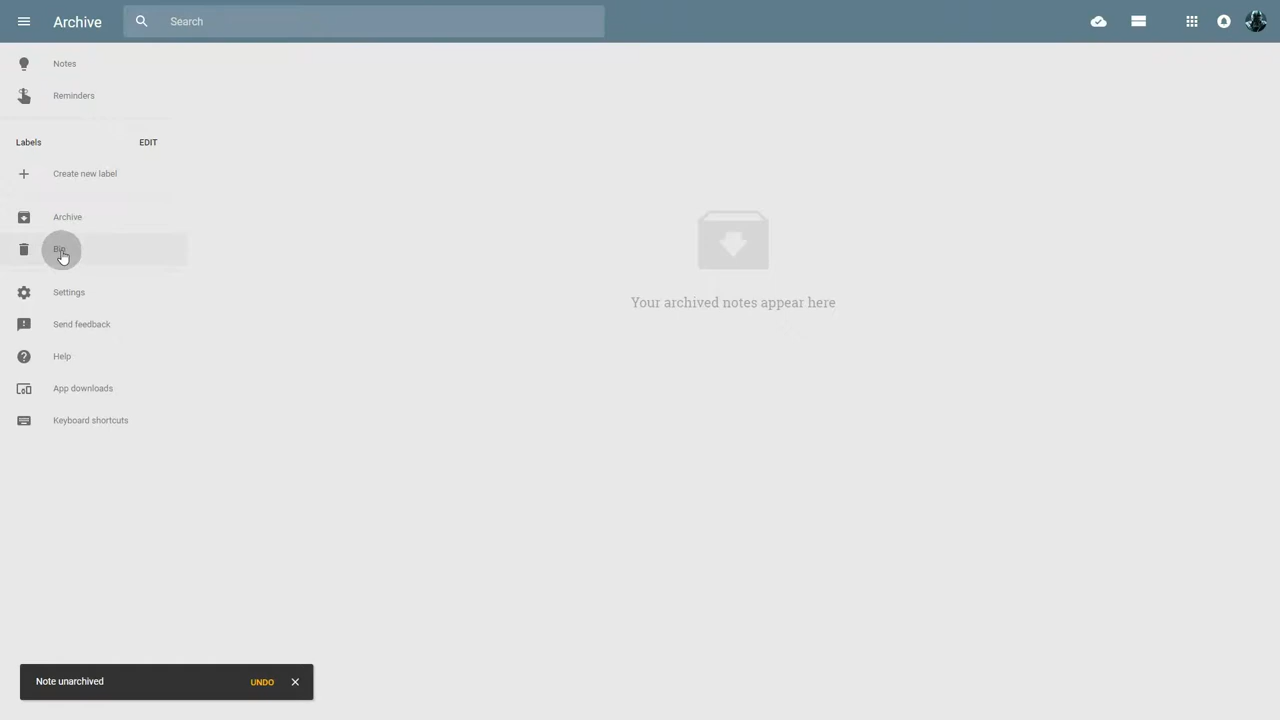 Archive
Search
Notes
Reminders
Labels
EDIT
Create new label
Archive
Bin
Settings
Send feedback
Help
App downloads
Keyboard shortcuts
Your archived notes appear here
Note unarchived
UNDO